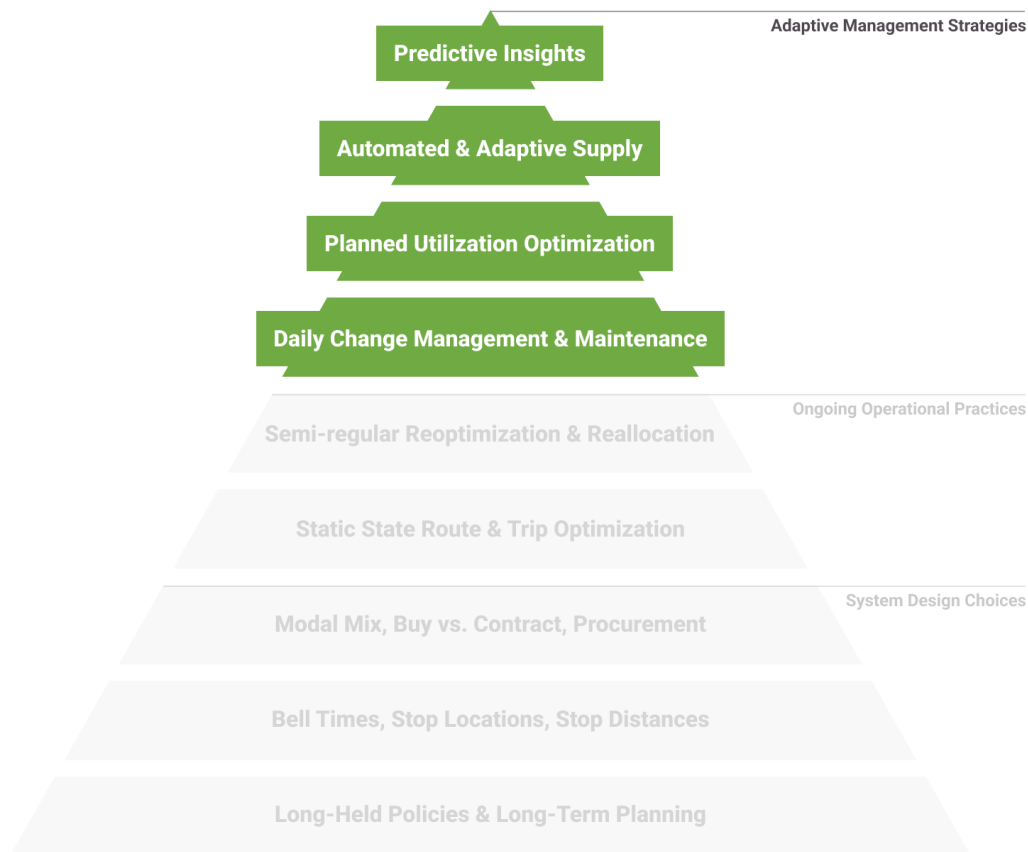 Adaptive Management Strategies
Predictive Insights
Automated & Adaptive Supply
Planned Utilization Optimization
Daily Change Management & Maintenance
Ongoing Operational Practices
Semi-regular Reoptimization & Reallocation
Static State Route & Trip Optimization
System Design Choices
Modal Mix, Buy vs. Contract, Procurement
Bell Times, Stop Locations, Stop Distances
Long-Held Policies & Long-Term Planning